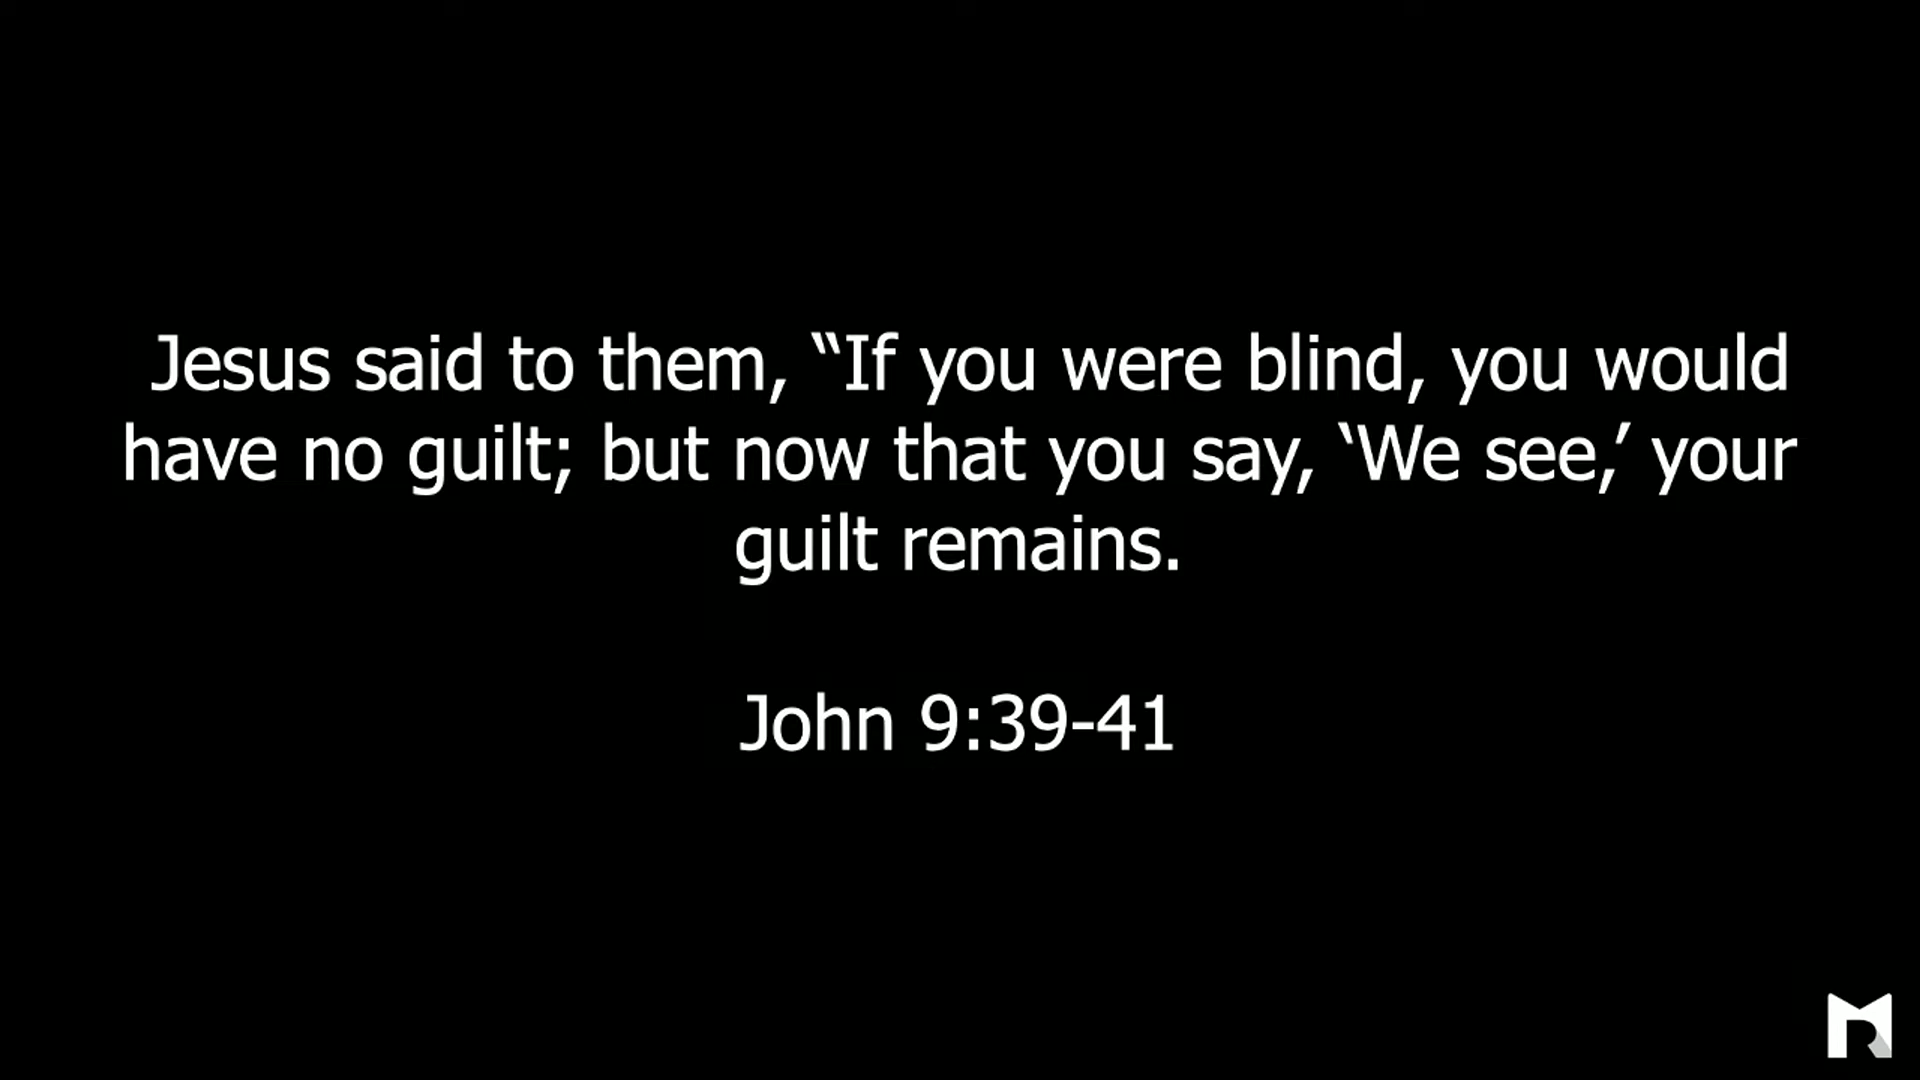 Jesus said to them, “If you were blind, you would
have no guilt; but now that you say, ‘We see,’ your
guilt remains.
John 9:39-41